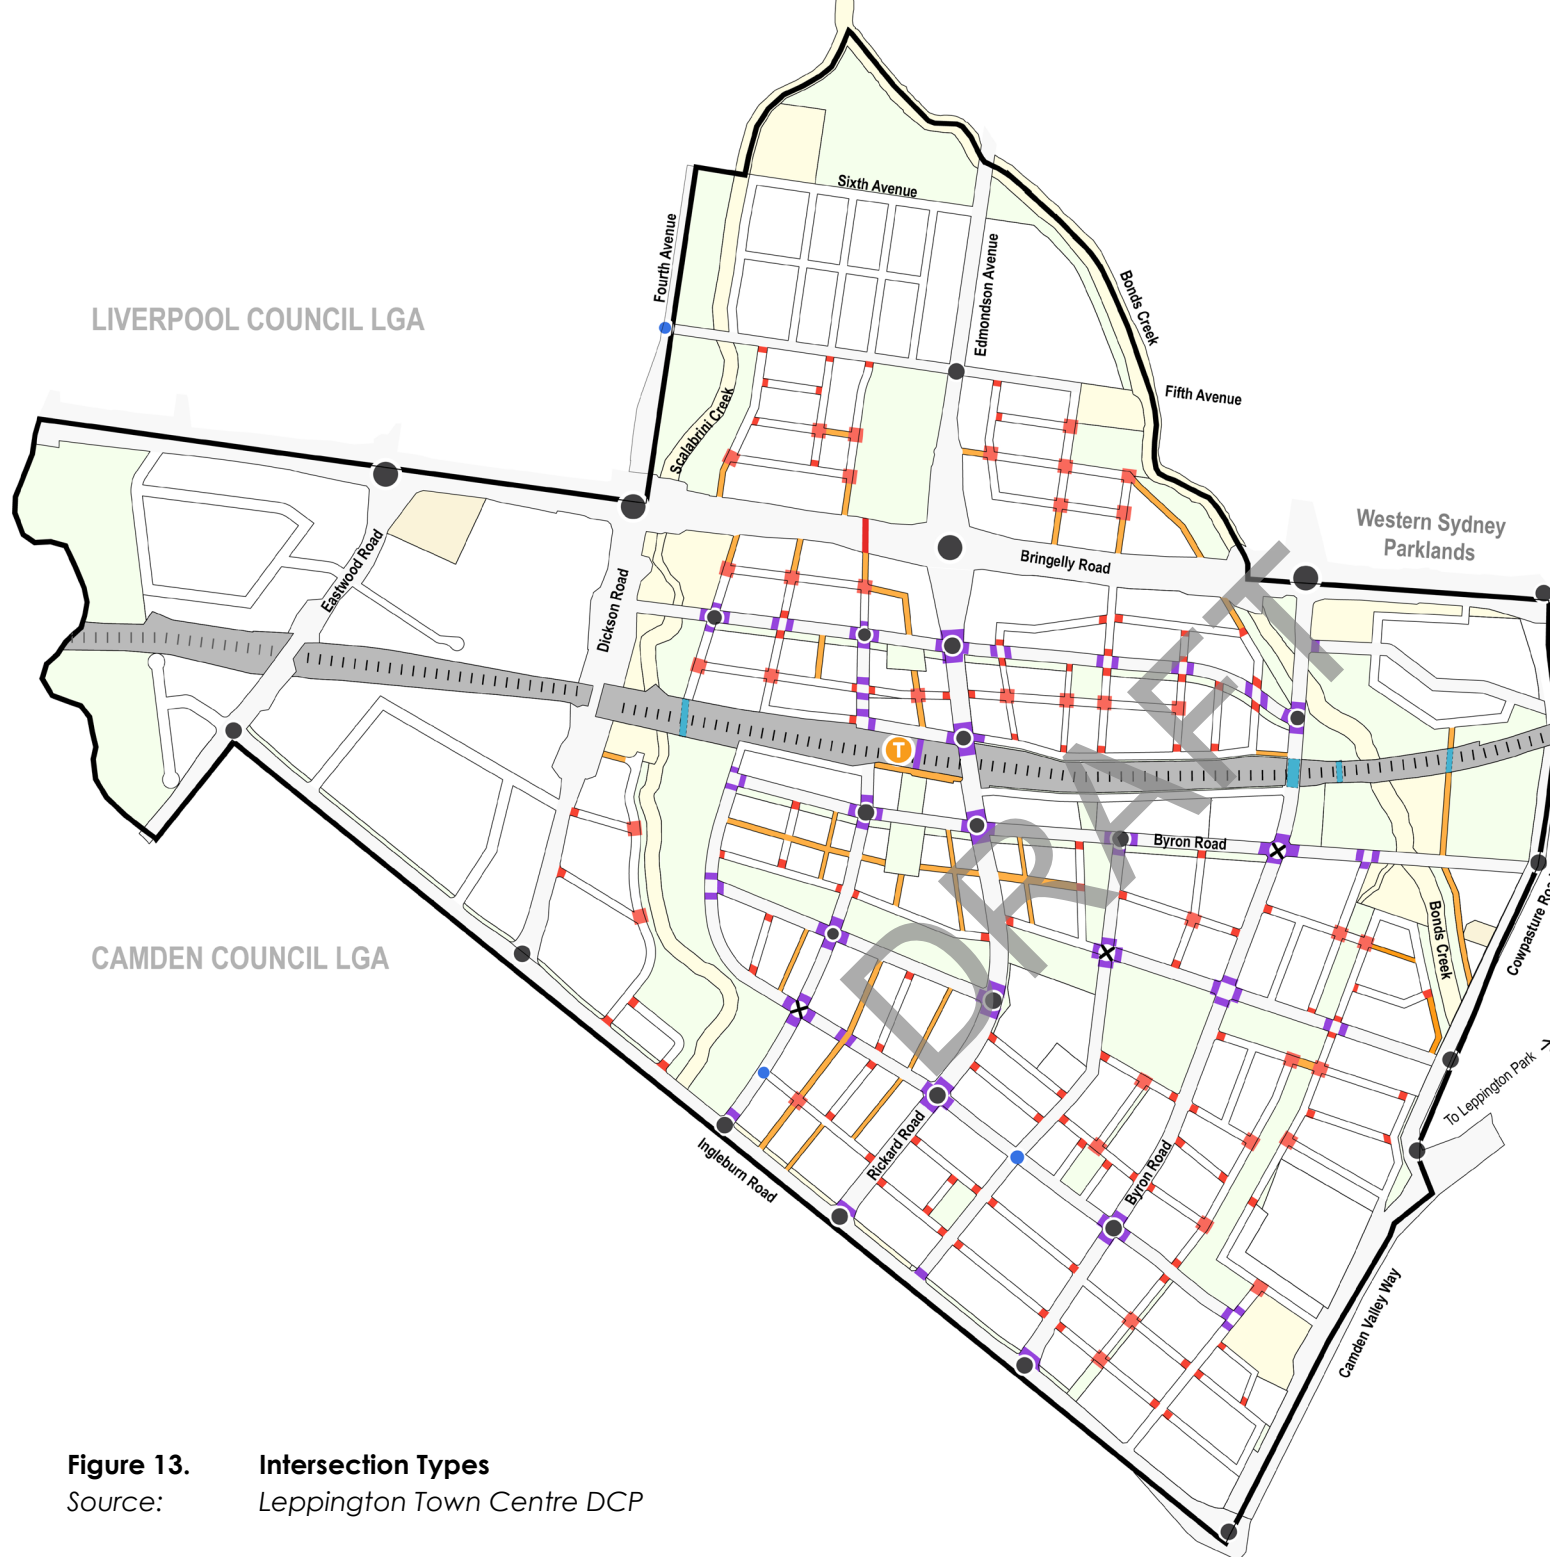 Sixth Avenue
Fourth Avenue
Edmondson Avenue
Bonds Creek
LIVERPOOL COUNCIL LGA
Scalabrini Creek
Fifth Avenue
Western Sydney
Parklands
Eastwood Road
Bringelly Road
Dickson Road
DRAFT
T
Byron Road
Bonds Creek
CAMDEN COUNCIL LGA
Cowpasture Road
To Leppington Park
Ingleburn Road
Rickard Road
Byron Road
Camden Valley Way
Figure 13. Intersection Types
Source: Leppington Town Centre DCP